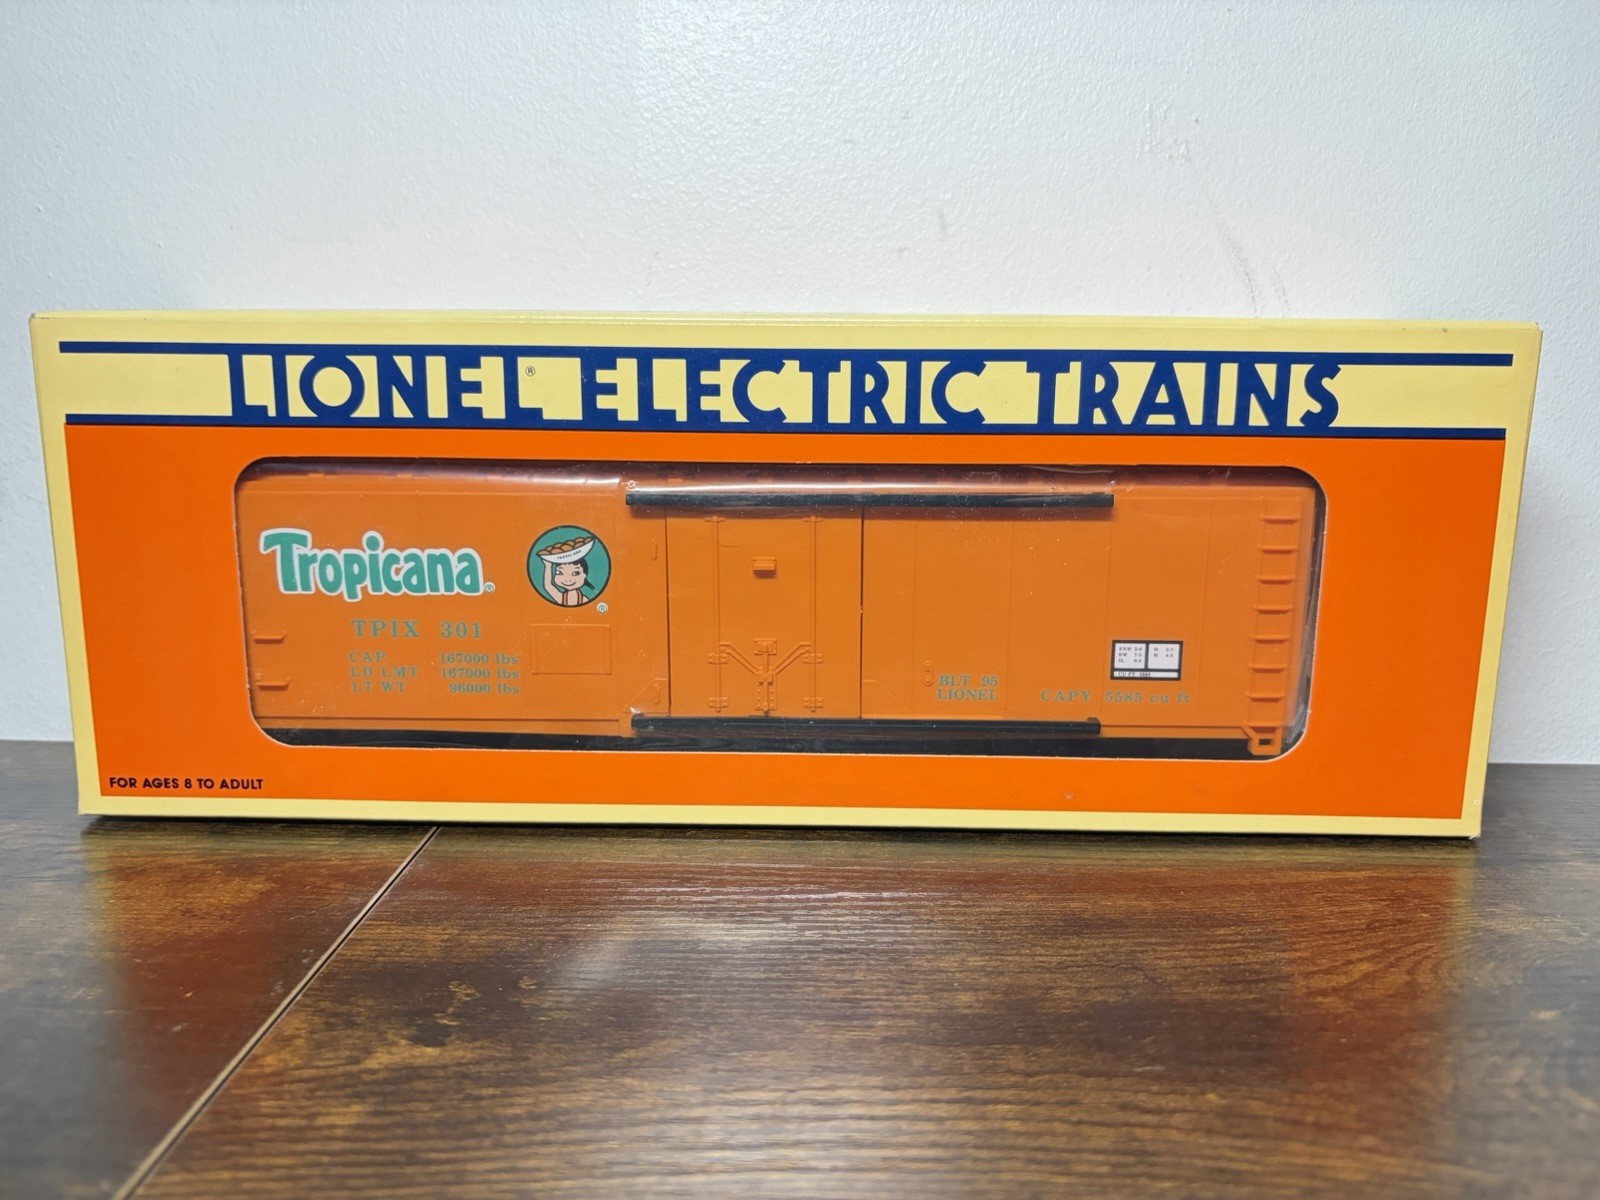 LIONEL® ELECTRIC TRAINS
Tropicana®
TROPICANA
®
TPIX 301
CAP 167000 lbs
LD LMT 167000 lbs
LT WT 96000 lbs
BLT 95
LIONEL
CAPY 5585 cu ft
FOR AGES 8 TO ADULT